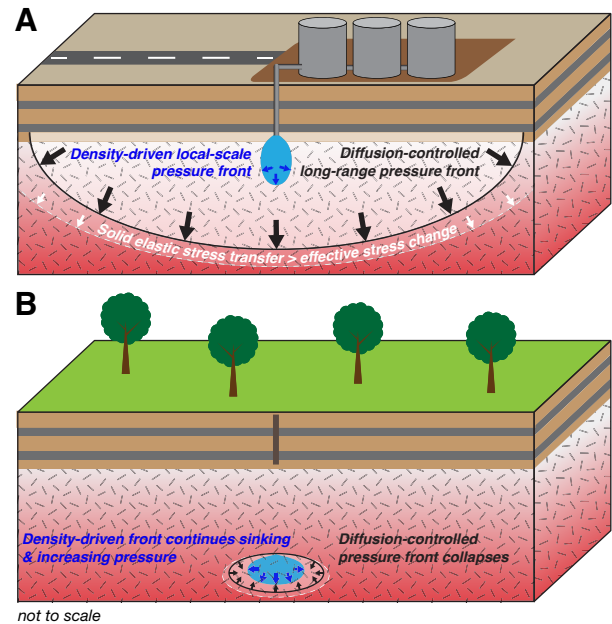 A
Density-driven local-scale
pressure front
Diffusion-controlled
long-range pressure front
Solid elastic stress transfer > effective stress change
B
Density-driven front continues sinking
& increasing pressure
Diffusion-controlled
pressure front collapses
not to scale